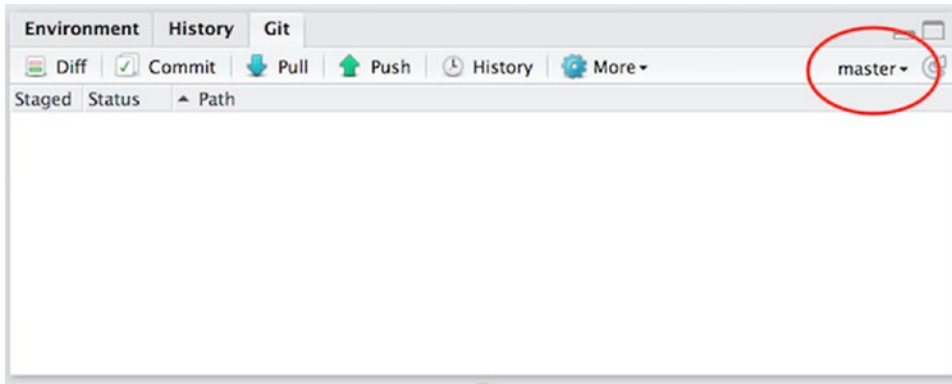 Environment History Git
Diff Commit Pull Push History More master
Staged Status Path